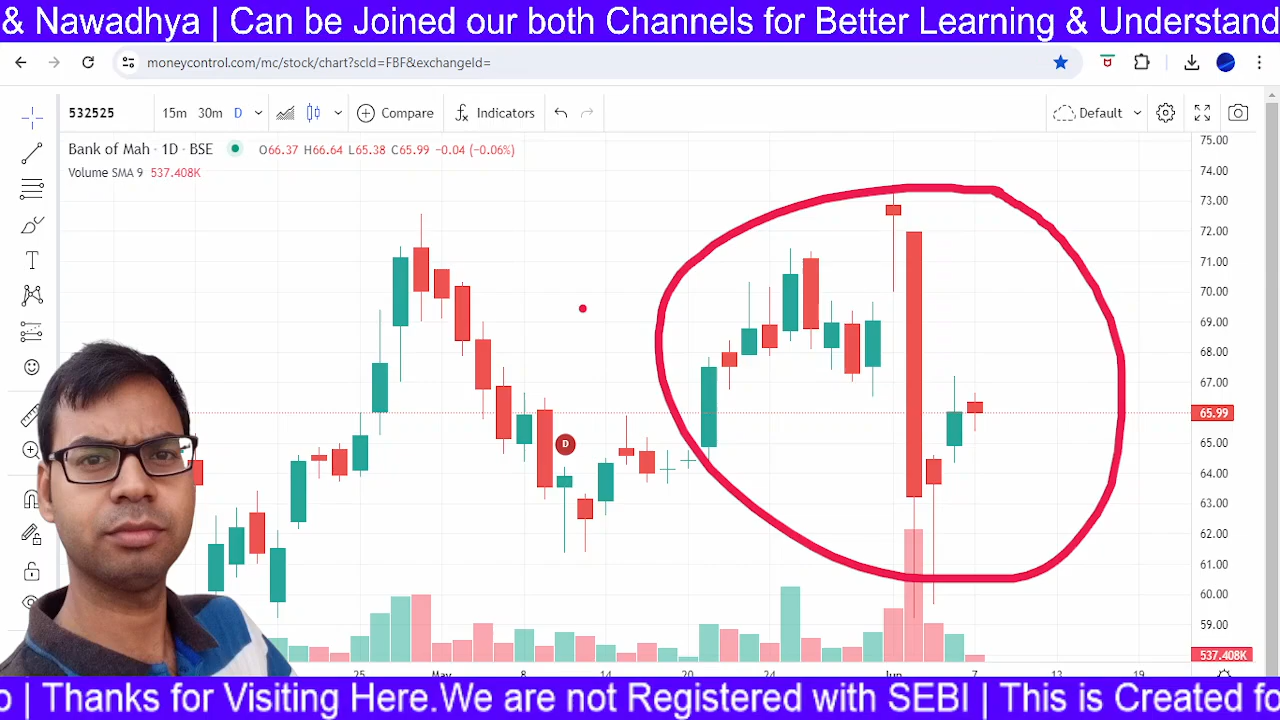 & Nawadhya | Can be Joined our both Channels for Better Learning & Understand
moneycontrol.com/mc/stock/chart?scId=FBFCexchangeId=
532525 15m 30m D Compare Indicators Default
Bank of Mah · 1D · BSE O66.37 H66.64 L65.38 C65.99 −0.04 (−0.06%)
Volume SMA 9 537.408K
75.00
74.00
73.00
72.00
71.00
70.00
69.00
68.00
67.00
65.99
D
65.00
64.00
63.00
62.00
61.00
60.00
59.00
537.408K
25 May 8 14 20 24 Jun 7 13 19
o | Thanks for Visiting Here.We are not Registered with SEBI | This is Created fo